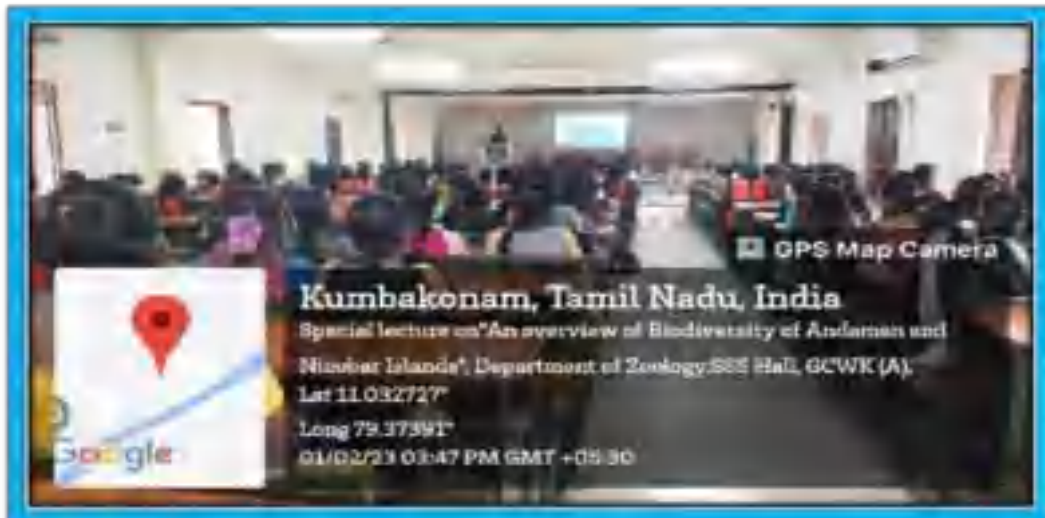 GPS Map Camera
Kumbakonam, Tamil Nadu, India
Special lecture on"An overview of Biodiversity of Andaman and
Nicobar Islands", Department of Zoology,SSS Hall, GCWK (A),
Lat 11.032727°
Long 79.37391°
01/02/23 03:47 PM GMT +05:30
Google